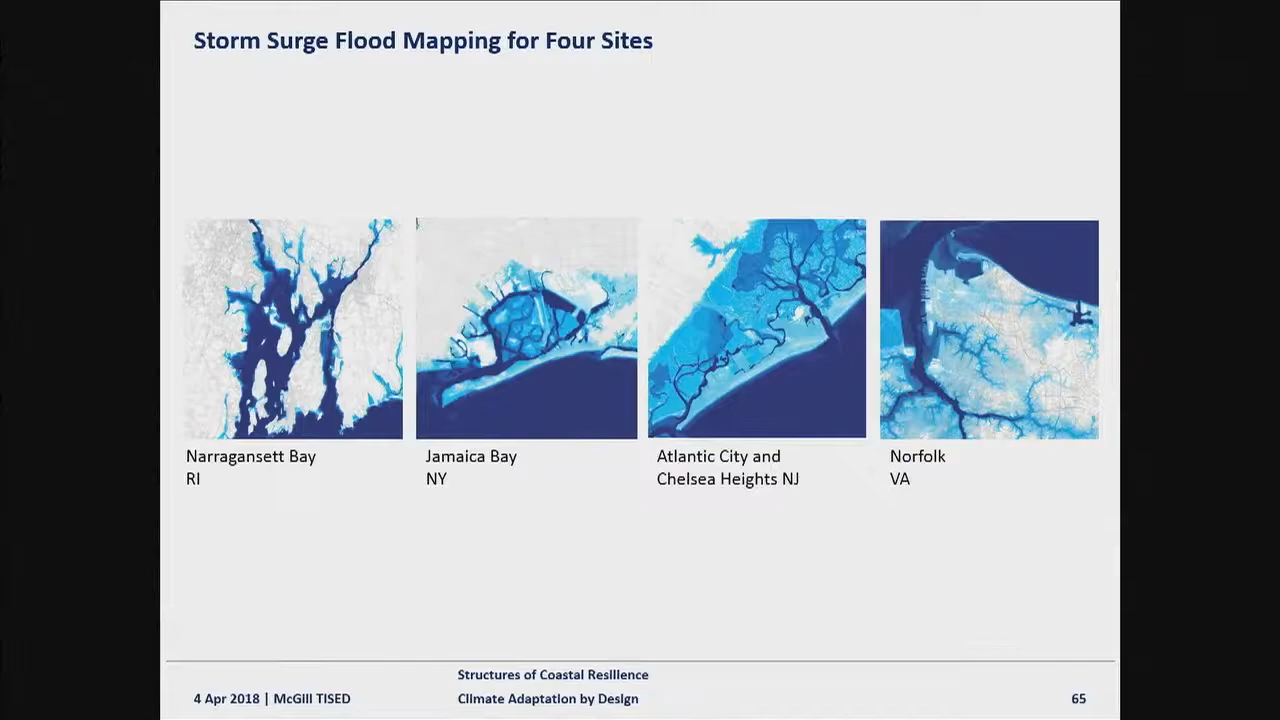 Storm Surge Flood Mapping for Four Sites
Narragansett Bay
RI
Jamaica Bay
NY
Atlantic City and
Chelsea Heights NJ
Norfolk
VA
Structures of Coastal Resilience
4 Apr 2018 | McGill TISED
Climate Adaptation by Design
65